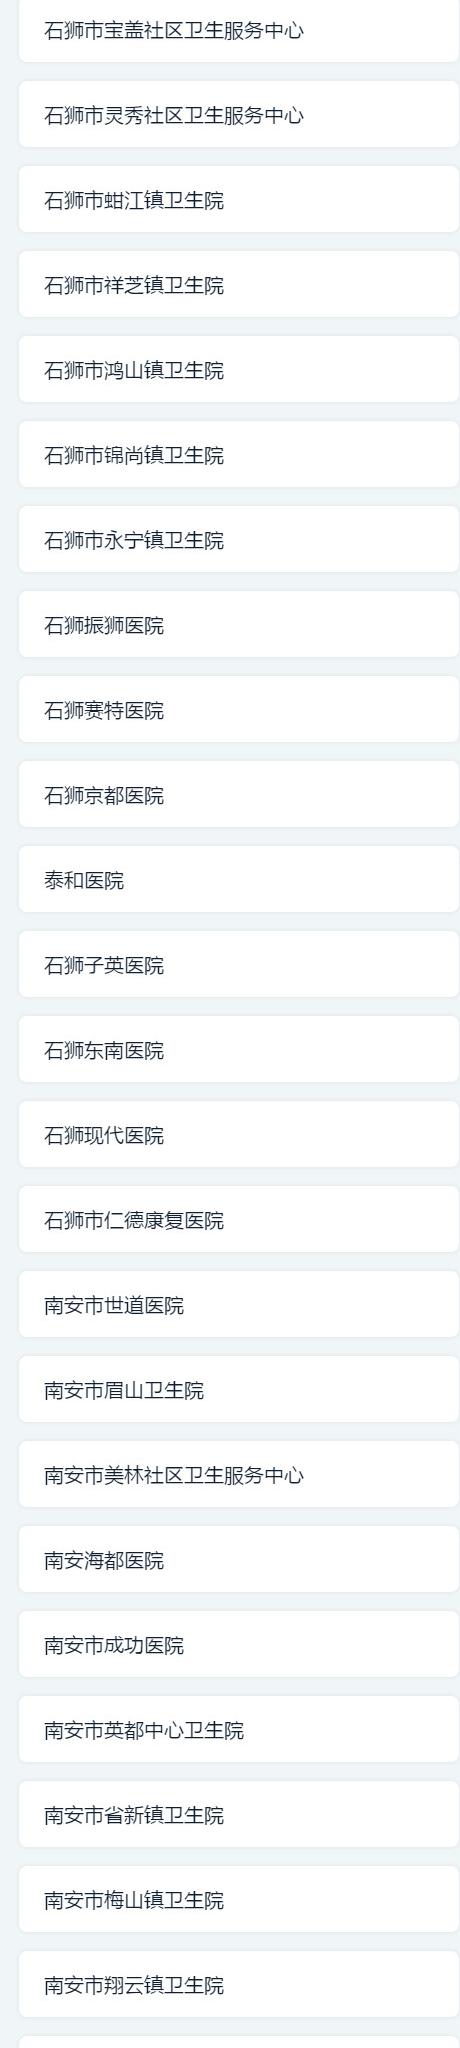 石狮市宝盖社区卫生服务中心
石狮市灵秀社区卫生服务中心
石狮市蚶江镇卫生院
石狮市祥芝镇卫生院
石狮市鸿山镇卫生院
石狮市锦尚镇卫生院
石狮市永宁镇卫生院
石狮振狮医院
石狮赛特医院
石狮京都医院
泰和医院
石狮子英医院
石狮东南医院
石狮现代医院
石狮市仁德康复医院
南安市世道医院
南安市眉山卫生院
南安市美林社区卫生服务中心
南安海都医院
南安市成功医院
南安市英都中心卫生院
南安市省新镇卫生院
南安市梅山镇卫生院
南安市翔云镇卫生院